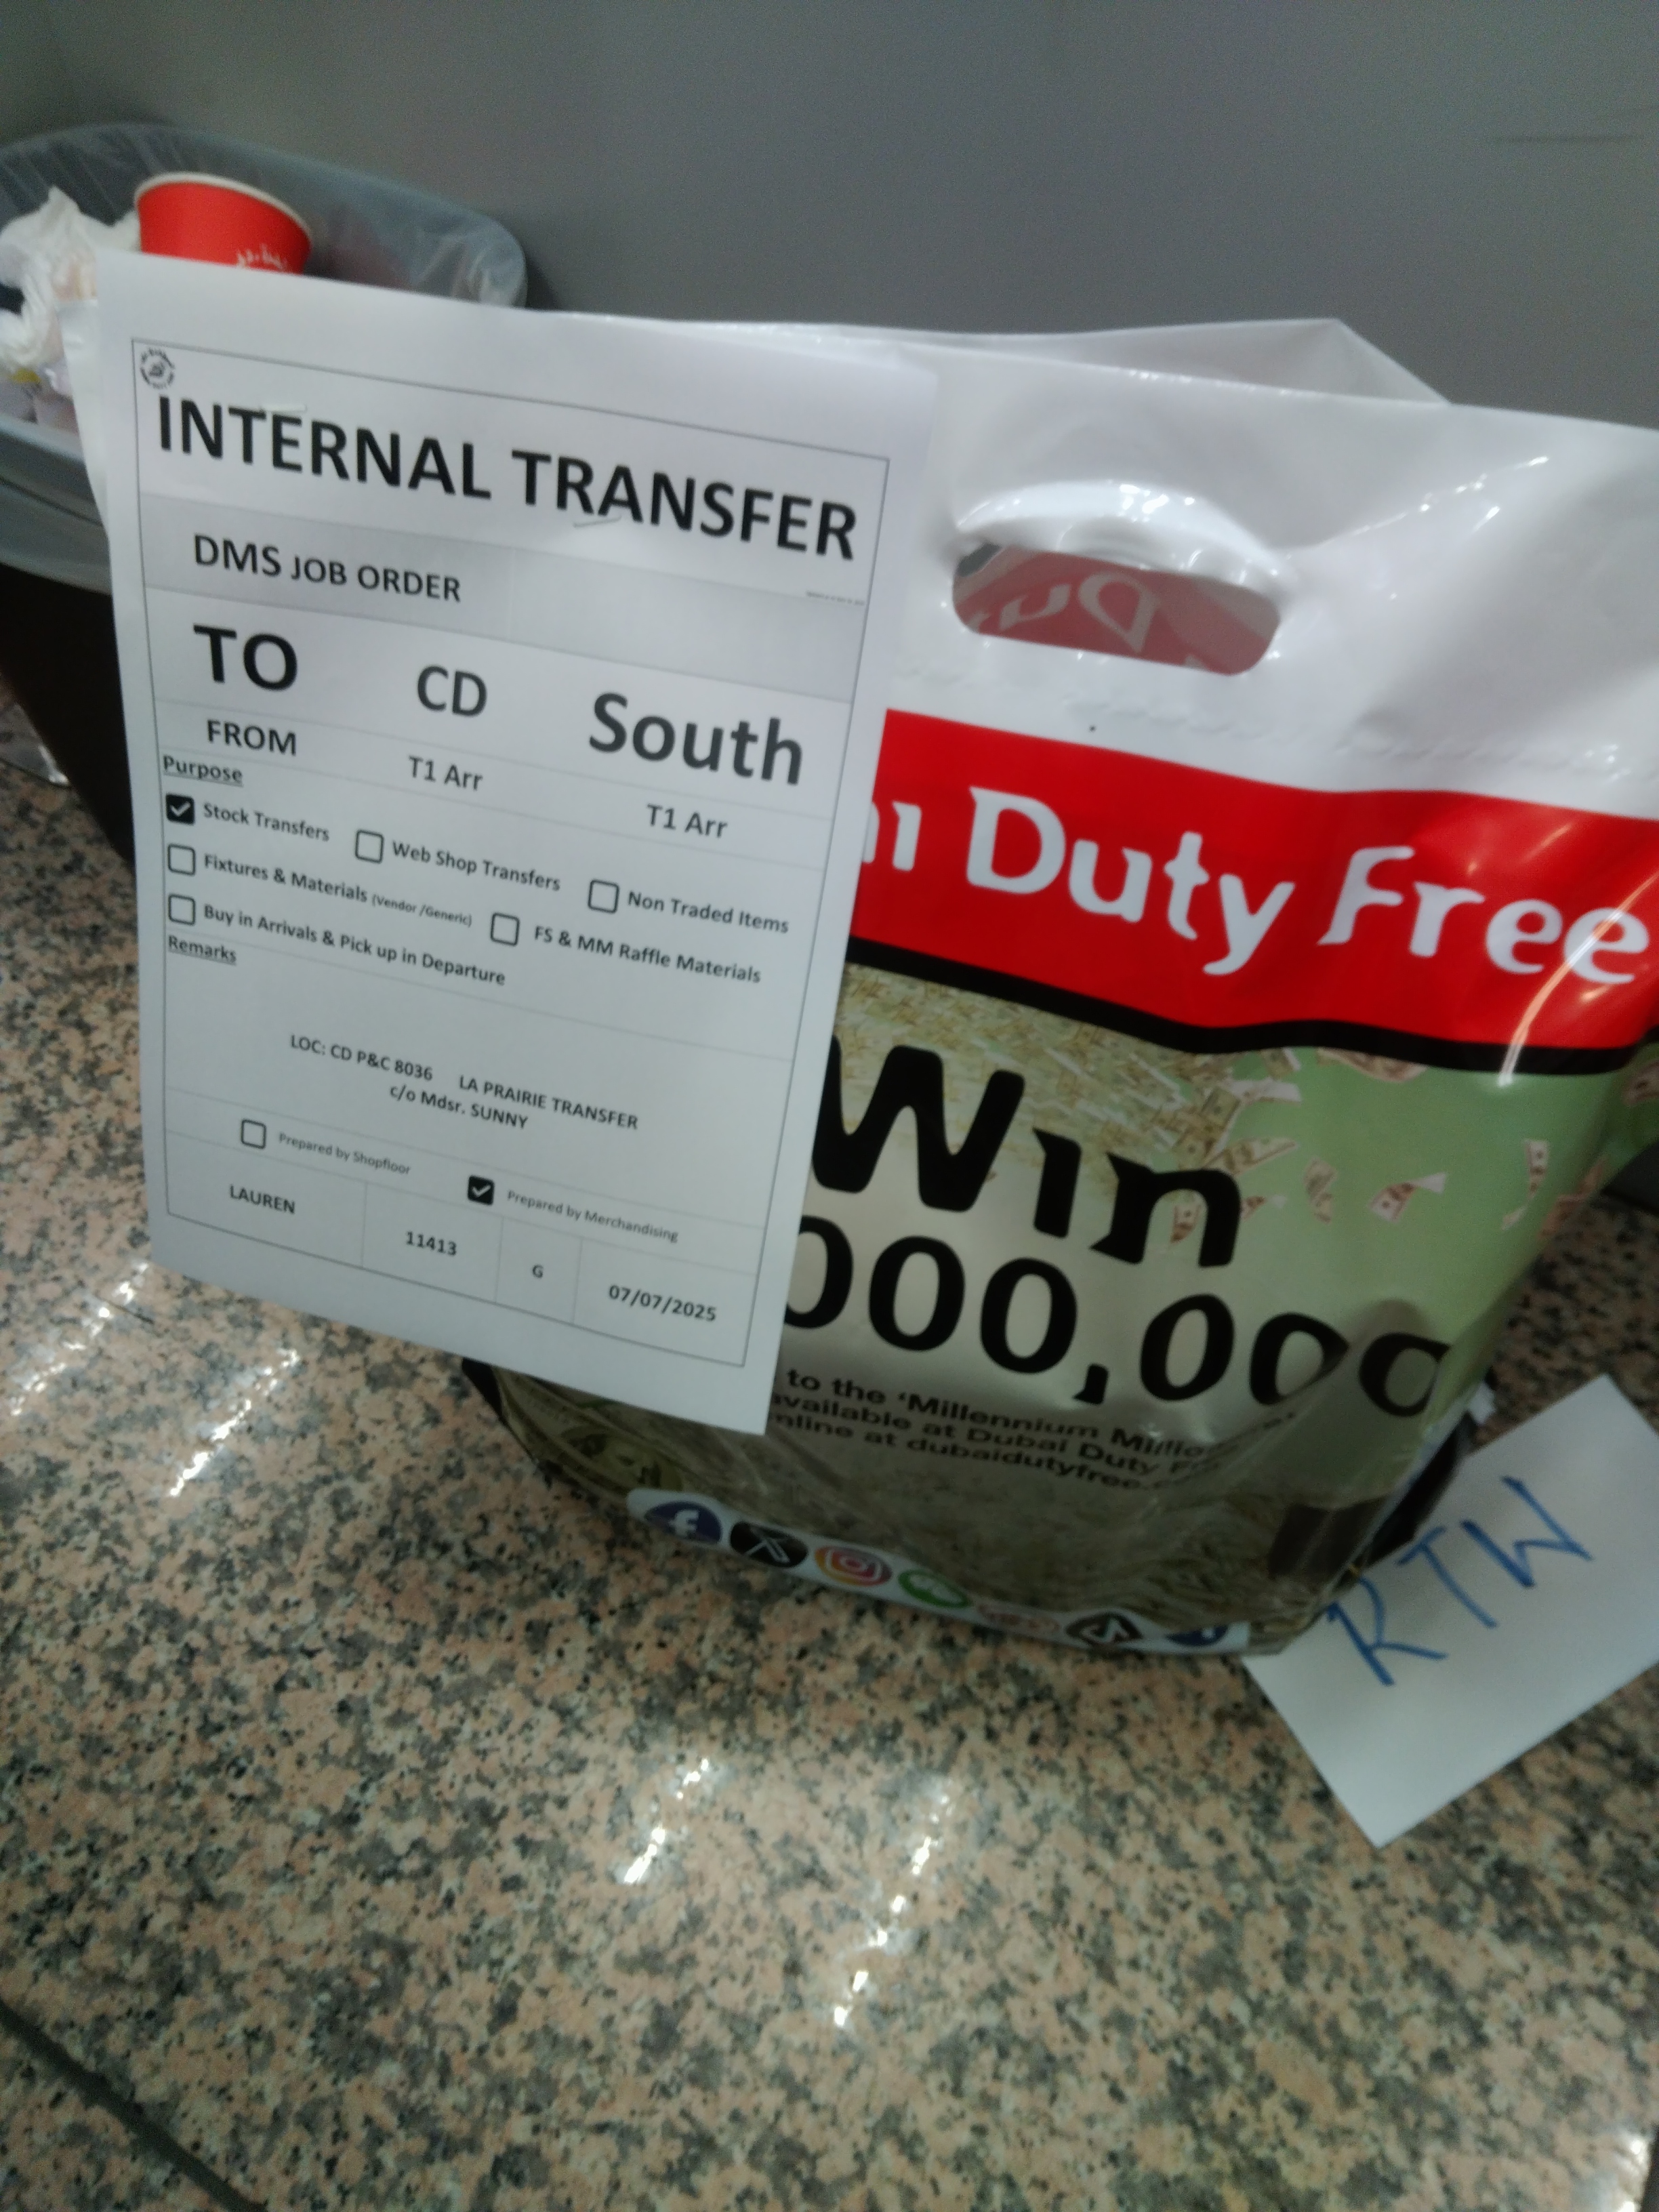 INTERNAL TRANSFER
DMS JOB ORDER
TO CD South
FROM T1 Arr T1 Arr
Purpose
Stock Transfers Web Shop Transfers Non Traded Items
Fixtures & Materials (Vendor /Generic) FS & MM Raffle Materials
Buy in Arrivals & Pick up in Departure
Remarks
LOC: CD P&C 8036 LA PRAIRIE TRANSFER
c/o Mdsr. SUNNY
Prepared by Shopfloor Prepared by Merchandising
LAUREN 11413 G 07/07/2025
Duty Free
Win
000,000
to the ‘Millennium
available at Dubai Duty
at dubaidutyfree.
RTW